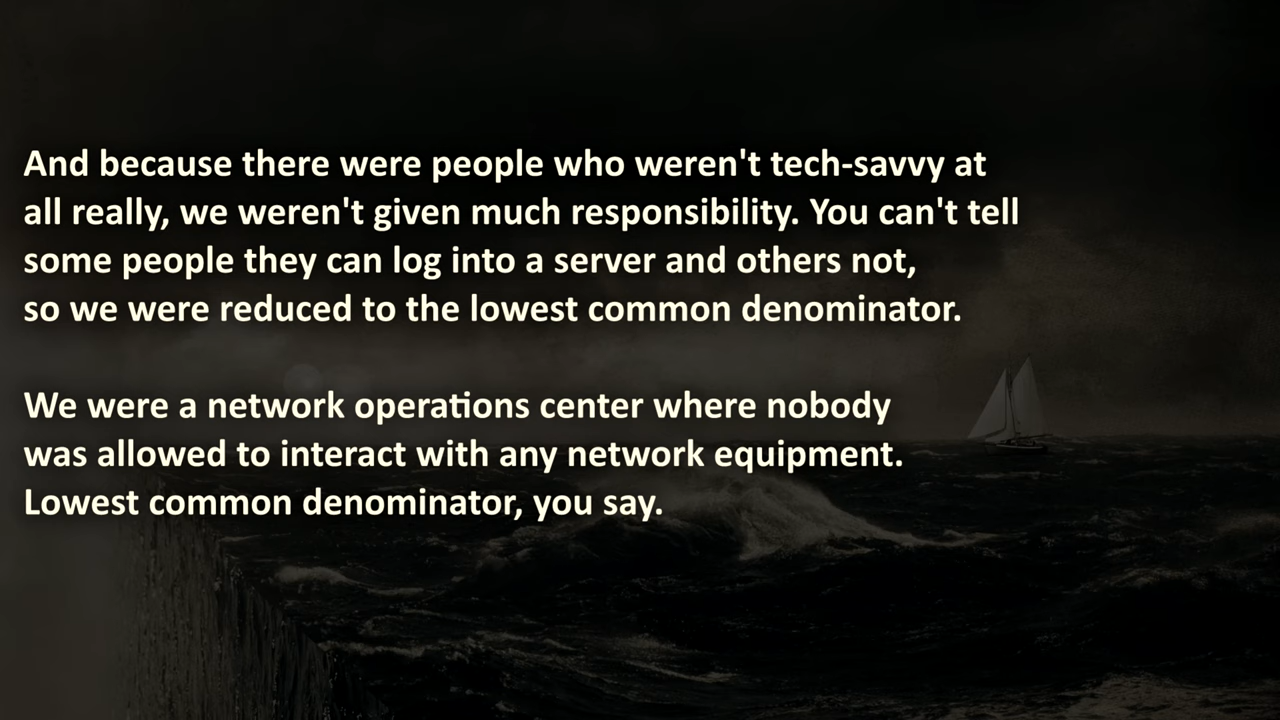 And because there were people who weren't tech-savvy at
all really, we weren't given much responsibility. You can't tell
some people they can log into a server and others not,
so we were reduced to the lowest common denominator.
We were a network operations center where nobody
was allowed to interact with any network equipment.
Lowest common denominator, you say.